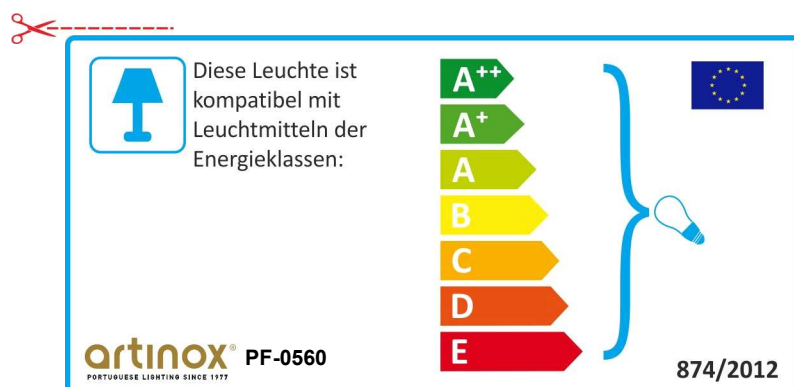 Diese Leuchte ist
kompatibel mit
Leuchtmitteln der
Energieklassen:
A++
A+
A
B
C
D
E
artinox® PF-0560
PORTUGUESE LIGHTING SINCE 1977
874/2012